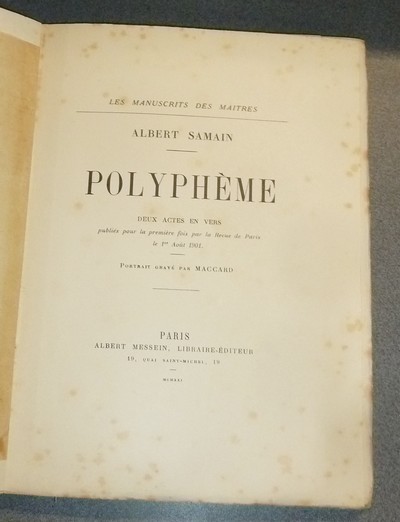 LES MANUSCRITS DES MAITRES
ALBERT SAMAIN
POLYPHÈME
DEUX ACTES EN VERS
publiés pour la première fois par la Revue de Paris
le 1er Août 1901.
PORTRAIT GRAVÉ PAR MACCARD
PARIS
ALBERT MESSEIN, LIBRAIRE-ÉDITEUR
19, QUAI SAINT-MICHEL, 19
MCMXXI